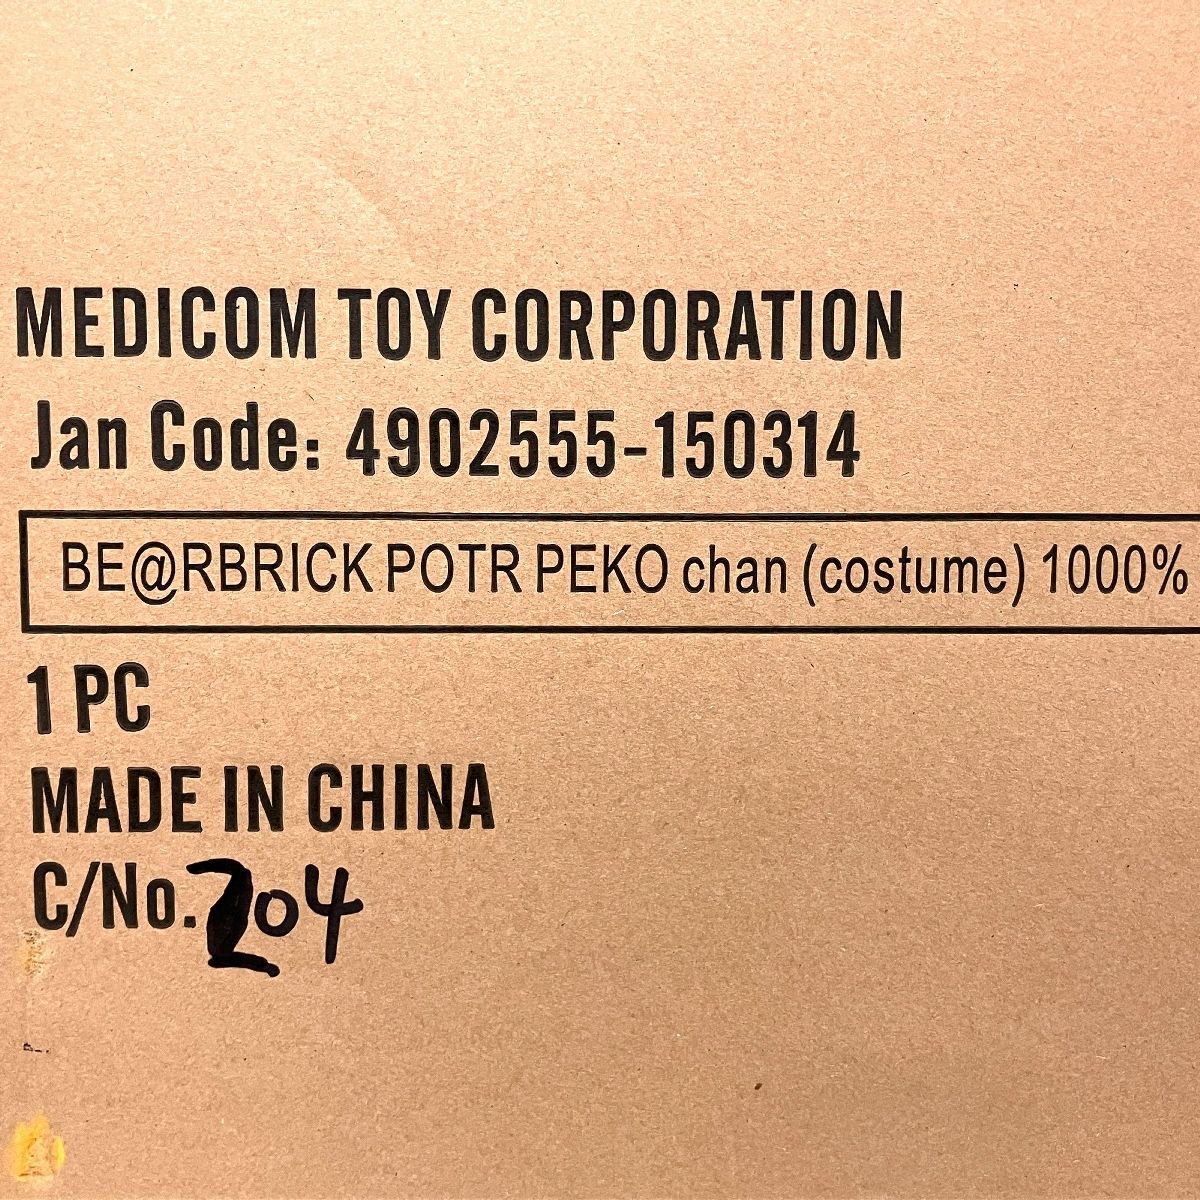 MEDICOM TOY CORPORATION
Jan Code: 4902555-150314
BE@RBRICK POTR PEKO chan (costume) 1000%
1 PC
MADE IN CHINA
C/No. 204